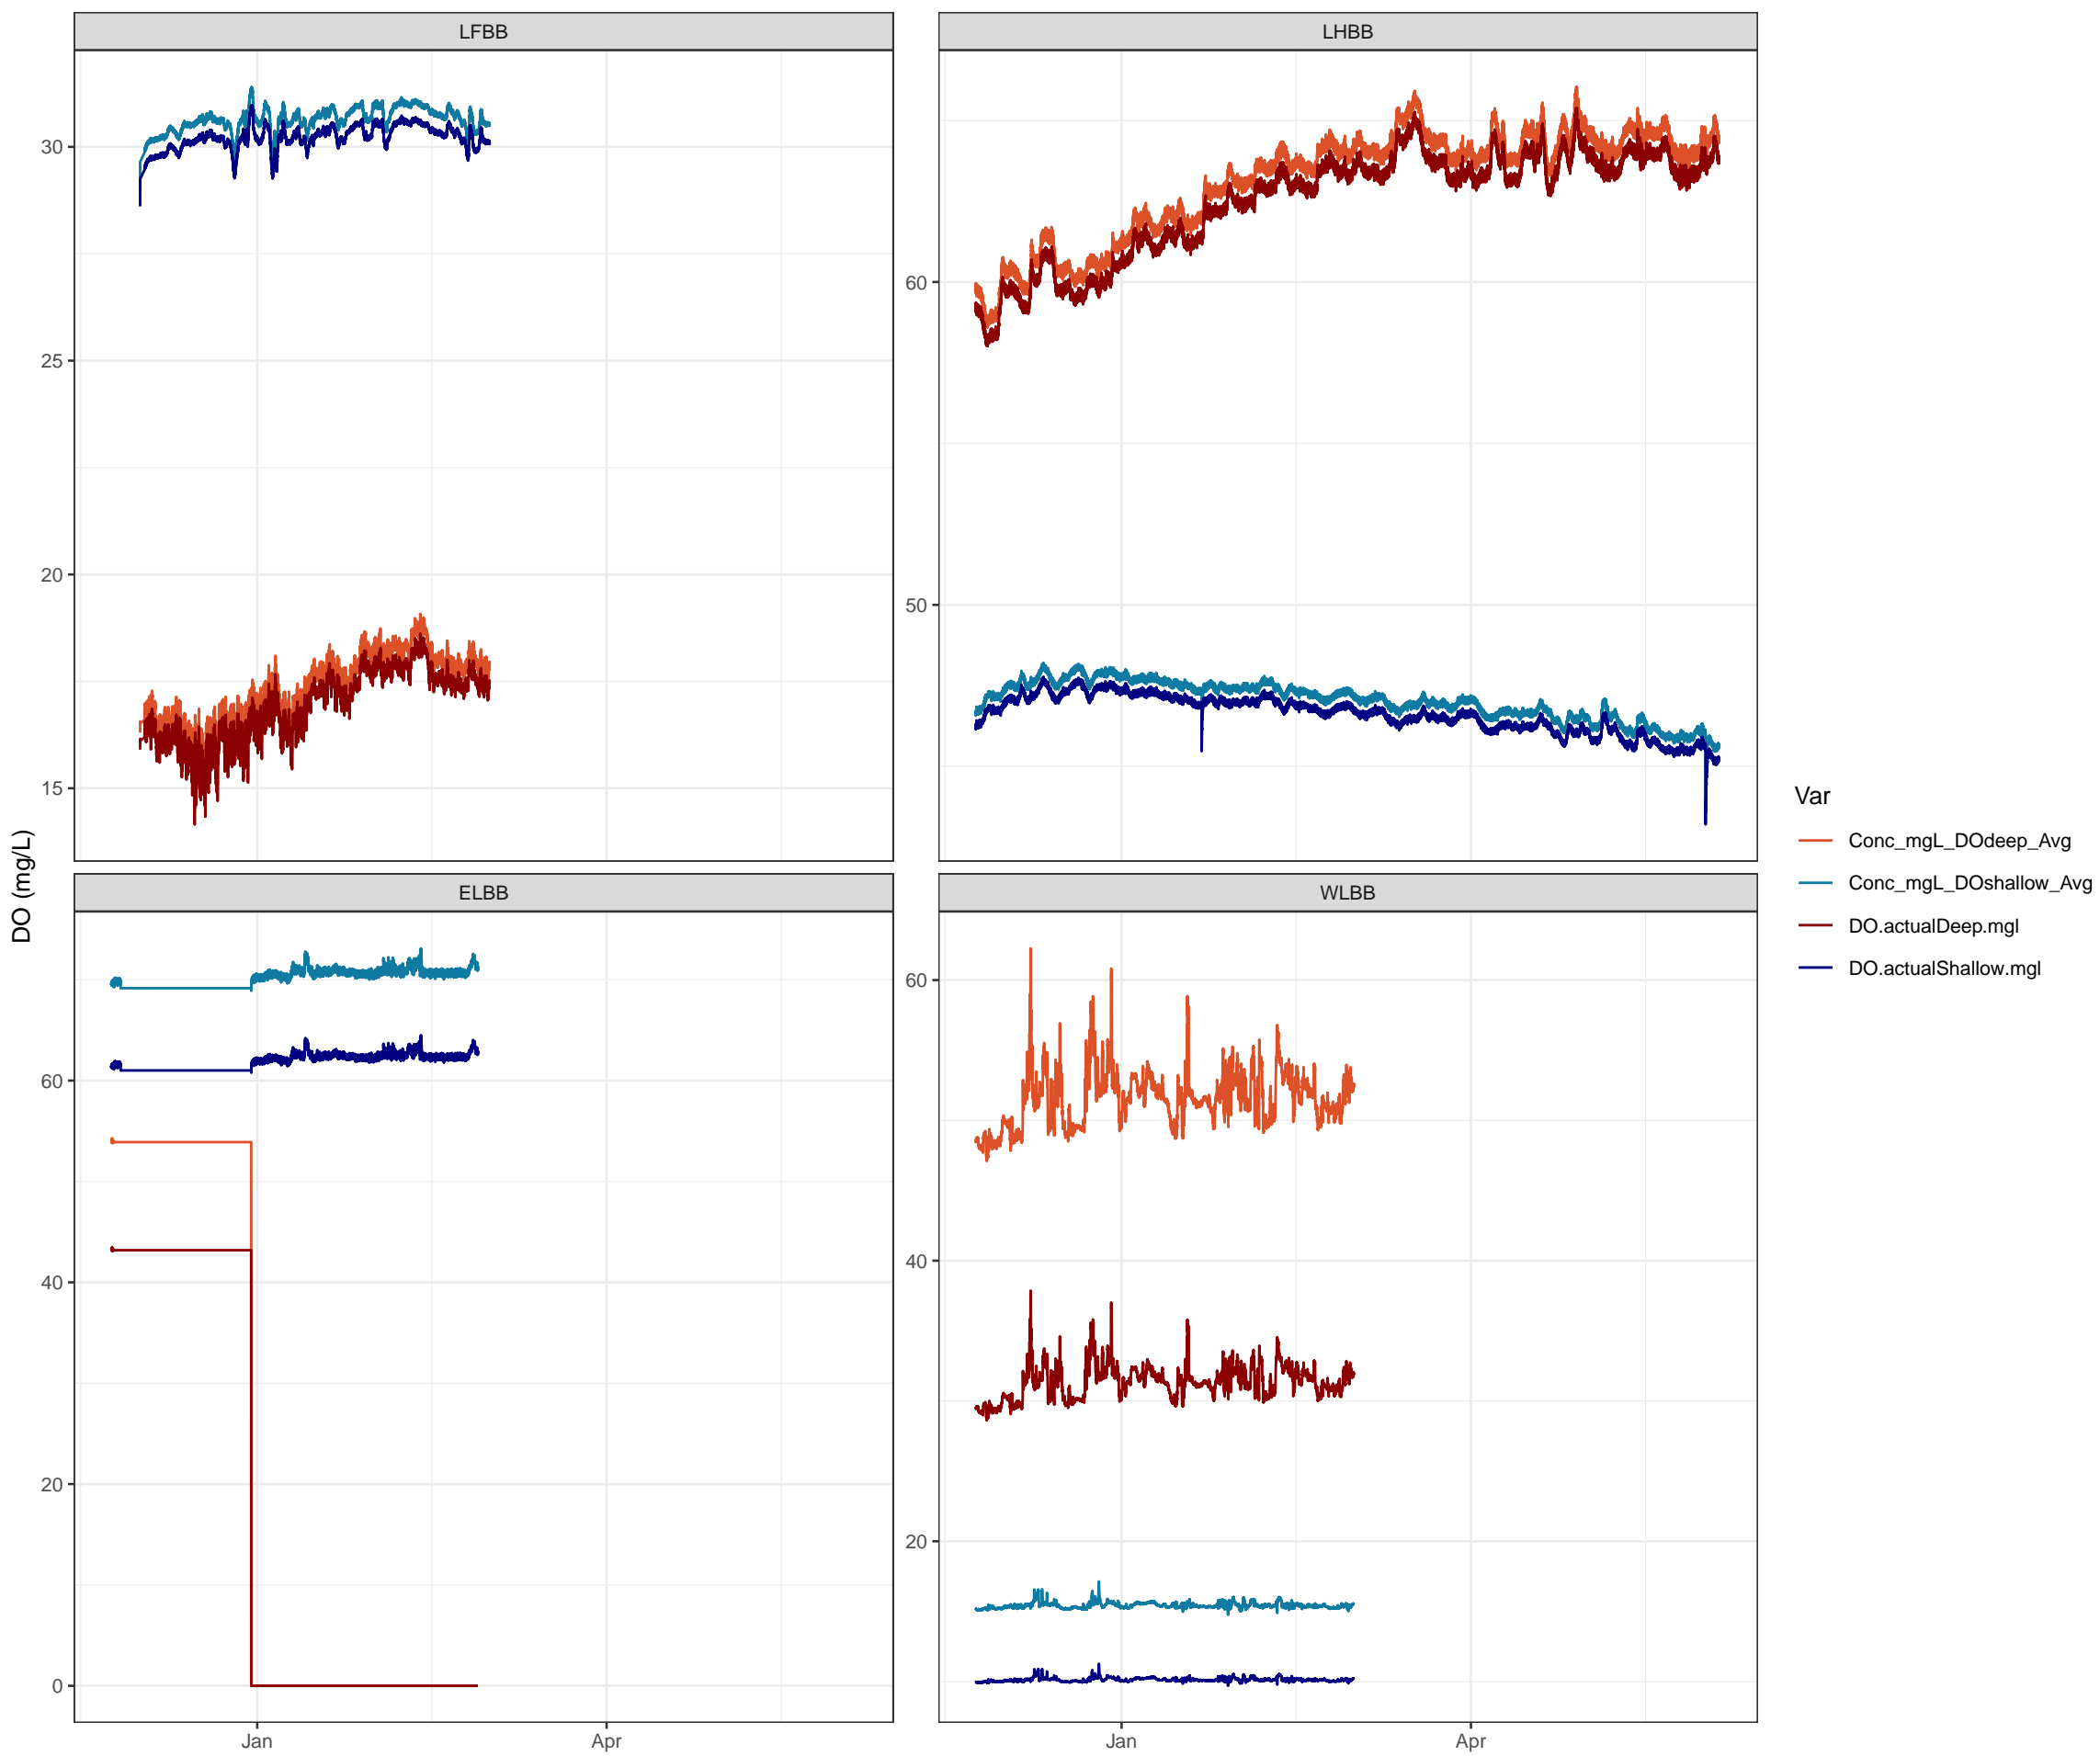 LFBB
LHBB
30
25
20
15
60
50
DO (mg/L)
ELBB
WLBB
60
40
20
0
60
40
20
Jan
Apr
Jan
Apr
Var
Conc_mgL_DOdeep_Avg
Conc_mgL_DOshallow_Avg
DO.actualDeep.mgl
DO.actualShallow.mgl